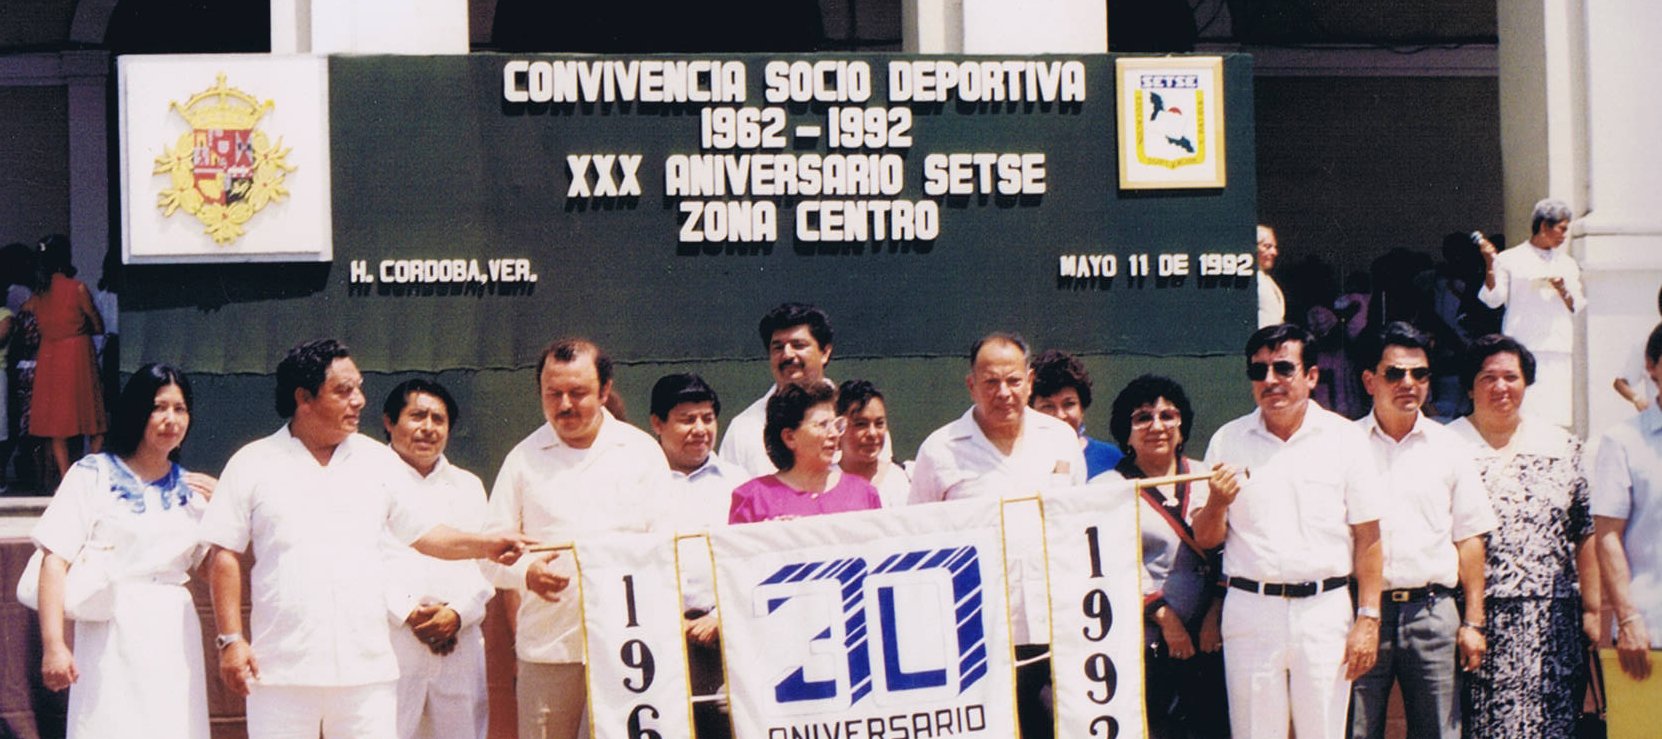 CONVIVENCIA SOCIO DEPORTIVA
1962 - 1992
XXX ANIVERSARIO SETSE
ZONA CENTRO
H. CORDOBA, VER.
MAYO 11 DE 1992
SETSE
196
30
ANIVERSARIO
1992